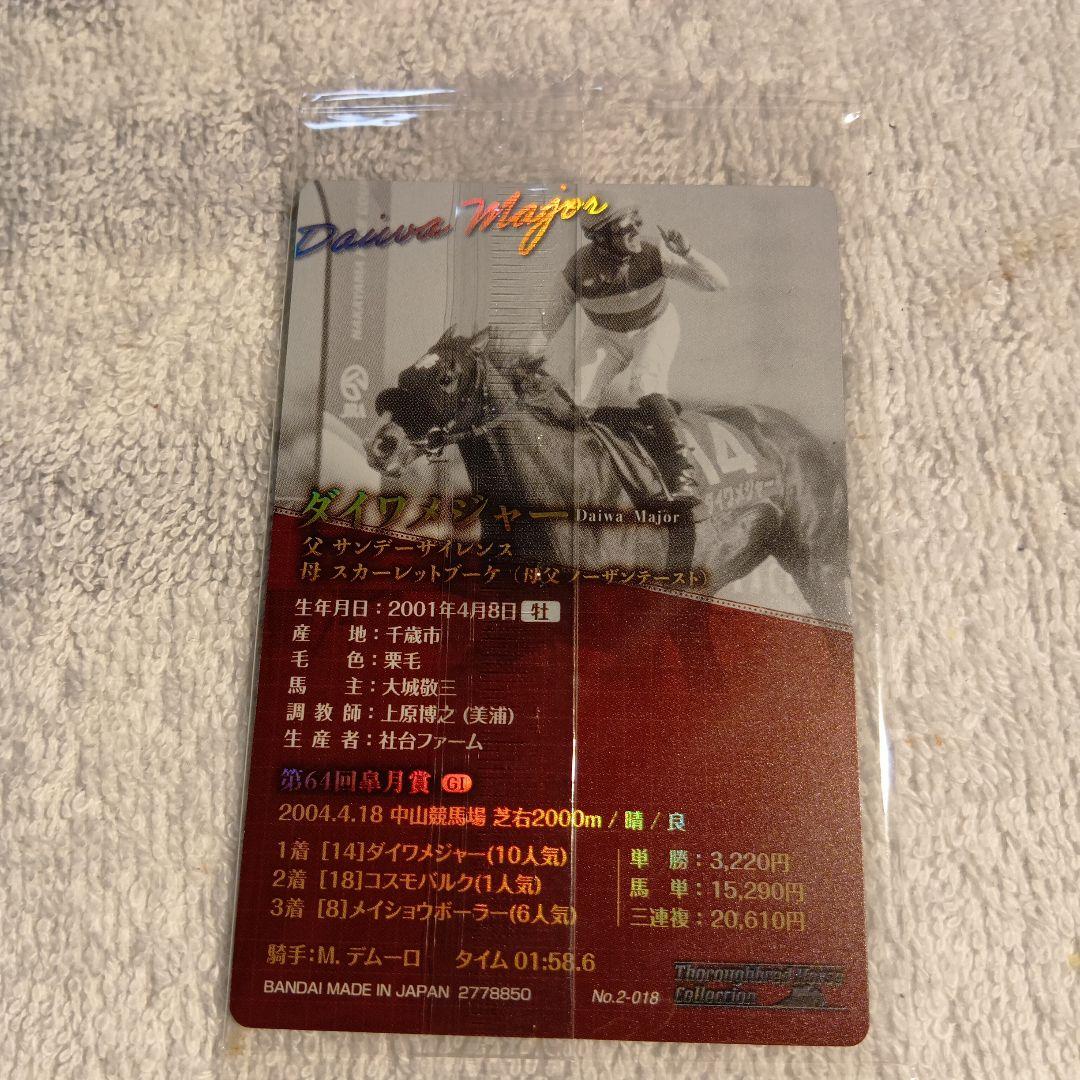 Daiwa Major
14
ダイワメジャー
ダイワメジャー Daiwa Major
父 サンデーサイレンス
母 スカーレットブーケ (母父ノーザンテースト)
生年月日：2001年4月8日 牡
産 地：千歳市
毛 色：栗毛
馬 主：大城敬三
調教師：上原博之 (美浦)
生産者：社台ファーム
第64回皐月賞 GI
2004.4.18 中山競馬場 芝右2000m / 晴 / 良
1着 [14]ダイワメジャー(10人気)
2着 [18]コスモバルク(1人気)
3着 [8]メイショウボーラー(6人気)
単 勝：3,220円
馬 単：15,290円
三連複：20,610円
騎手：M. デムーロ タイム 01:58.6
BANDAI MADE IN JAPAN 2778850 No.2-018
Thoroughbred Horse
Collection